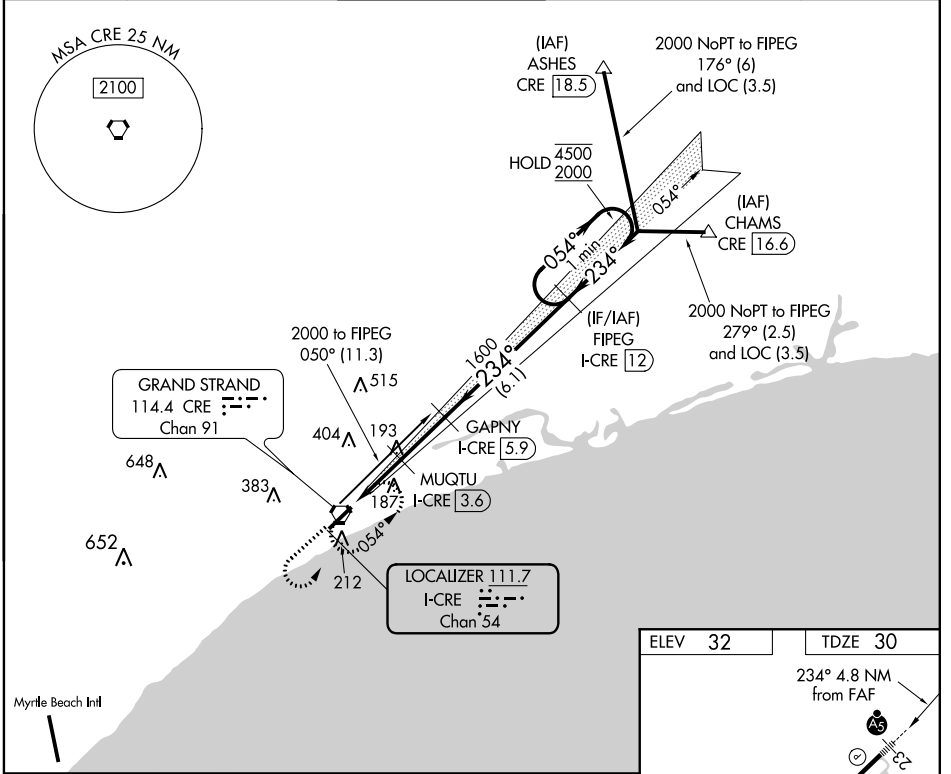 MSA CRE 25 NM
2100
(IAF)
ASHES
CRE 18.5
2000 NoPT to FIPEG
176° (6)
and LOC (3.5)
HOLD 4500
2000
054°
(IAF)
CHAMS
CRE 16.6
054°
1 min
234°
2000 NoPT to FIPEG
279° (2.5)
and LOC (3.5)
(IF/IAF)
FIPEG
I-CRE 12
2000 to FIPEG
050° (11.3)
1600
234°
(6.1)
515
GRAND STRAND
114.4 CRE
Chan 91
404
193
GAPNY
I-CRE 5.9
648
383
187
MUQTU
I-CRE 3.6
054°
652
212
LOCALIZER 111.7
I-CRE
Chan 54
Myrtle Beach Intl
ELEV 32
TDZE 30
234° 4.8 NM
from FAF
A5
23
P